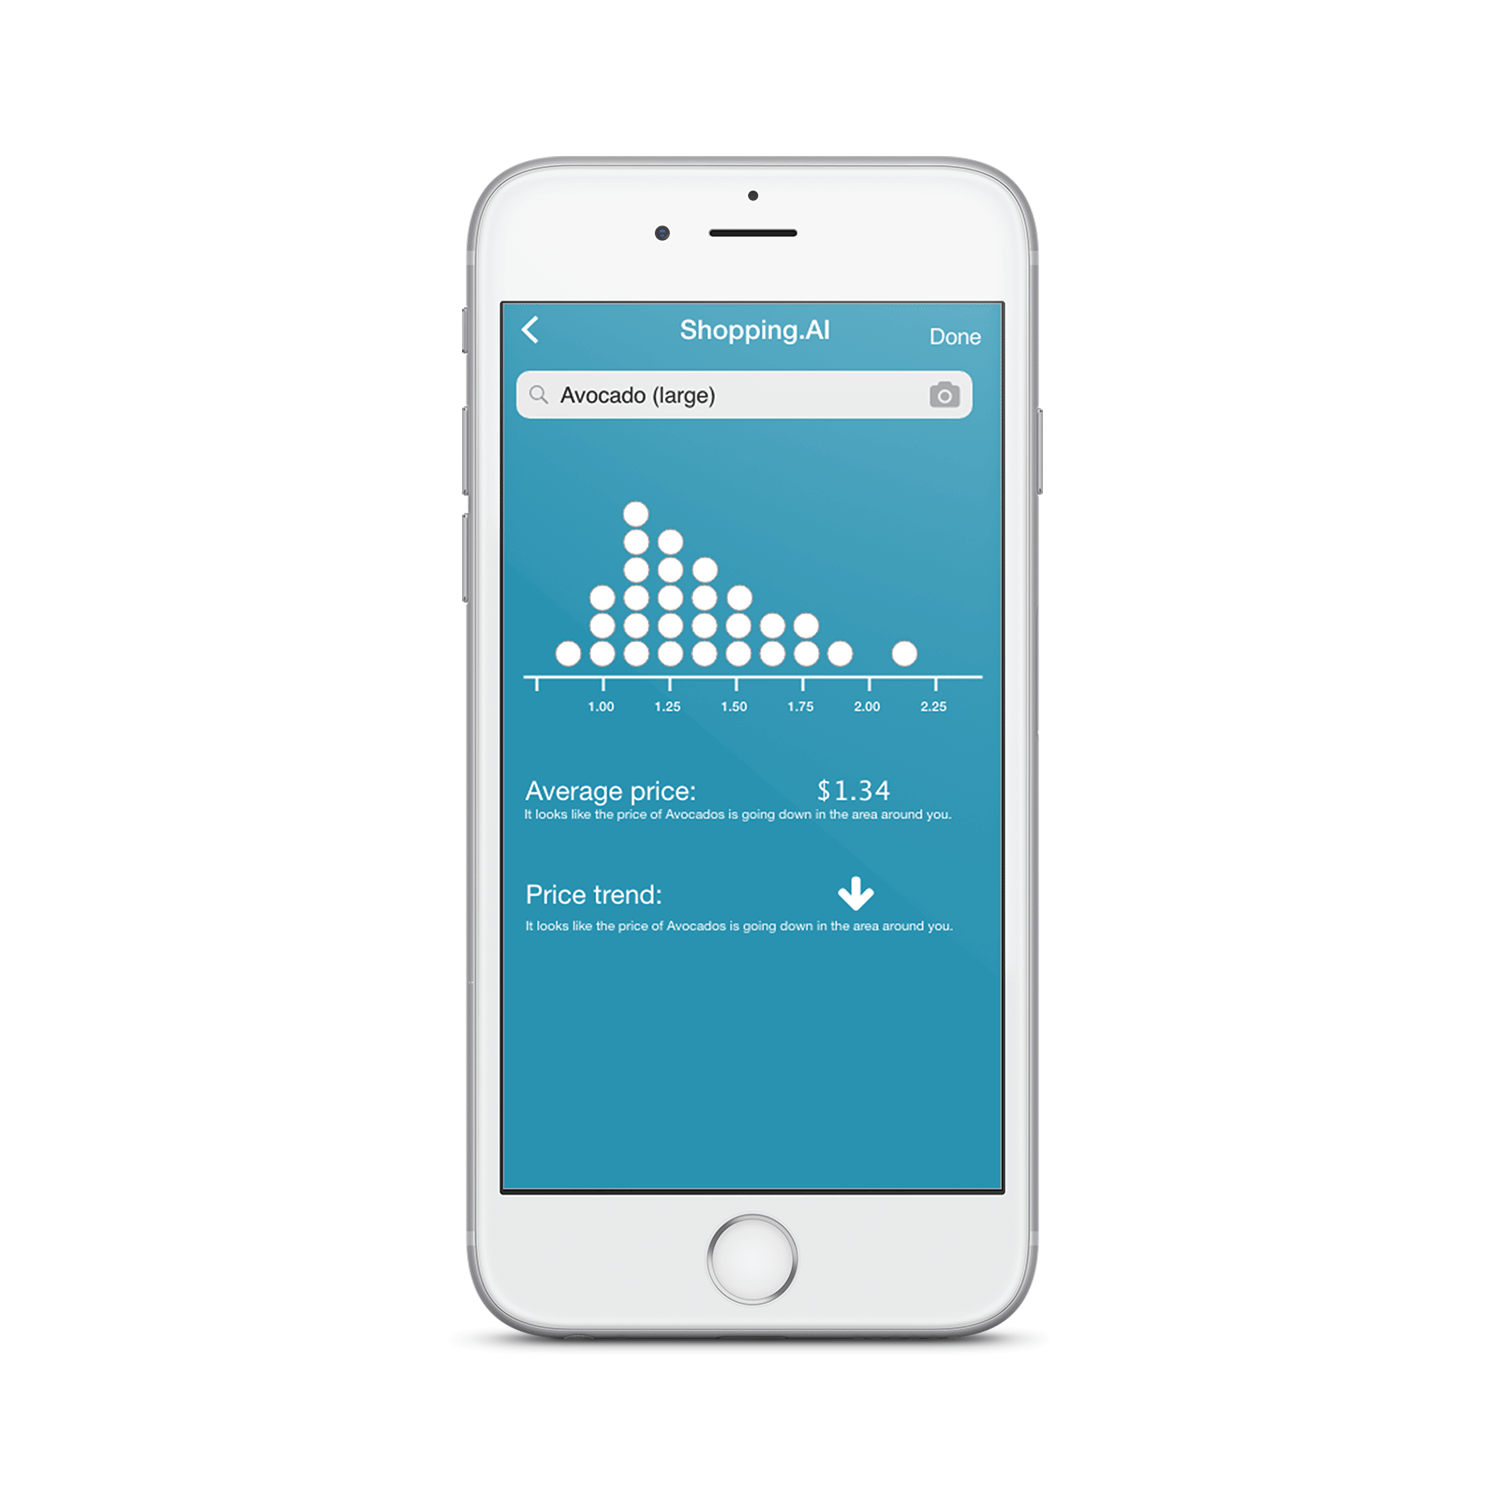 Shopping.AI
Done
Avocado (large)
1.00 1.25 1.50 1.75 2.00 2.25
Average price: $1.34
It looks like the price of Avocados is going down in the area around you.
Price trend:
It looks like the price of Avocados is going down in the area around you.